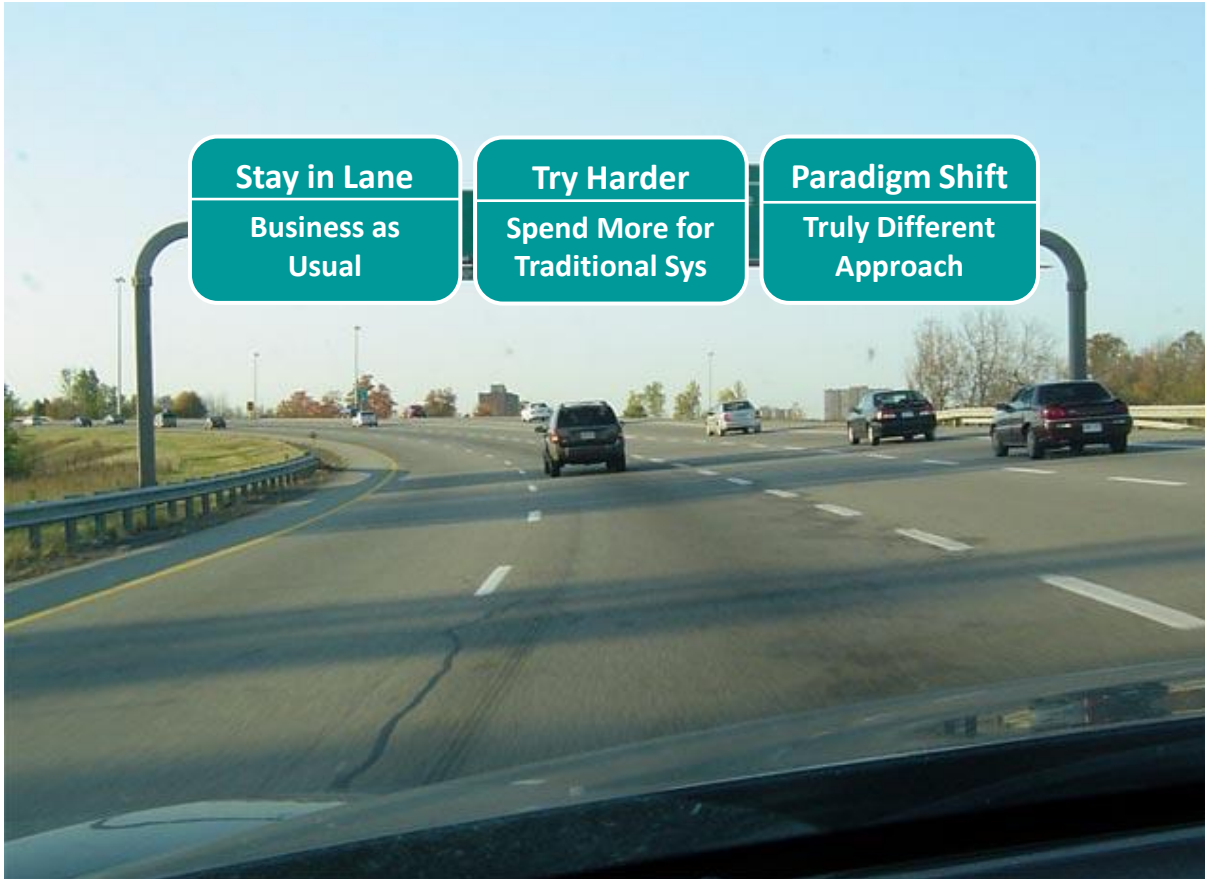 Stay in Lane
Business as
Usual
Try Harder
Spend More for
Traditional Sys
Paradigm Shift
Truly Different
Approach